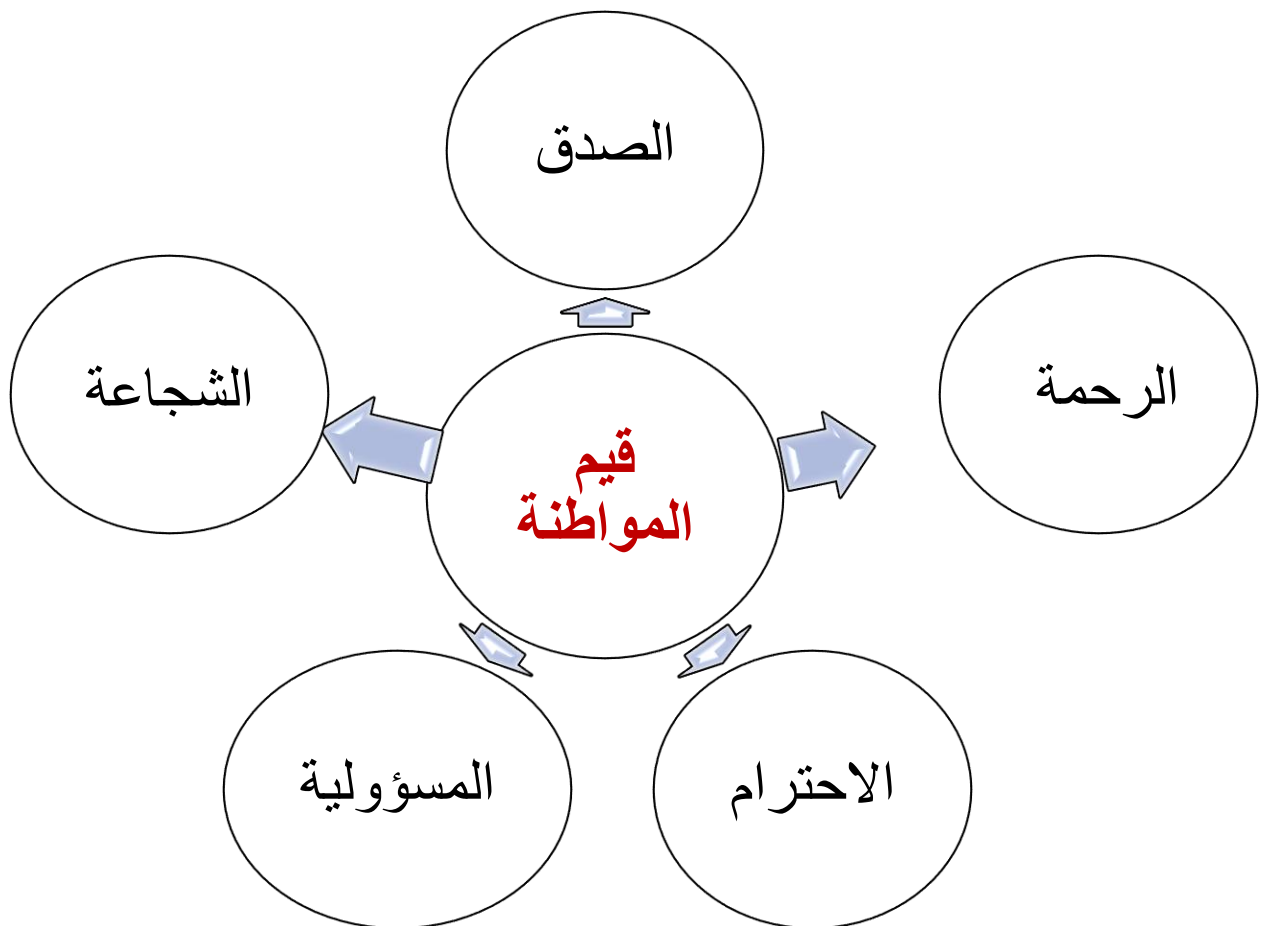 الصدق
الرحمة
الشجاعة
قيم
المواطنة
الاحترام
المسؤولية